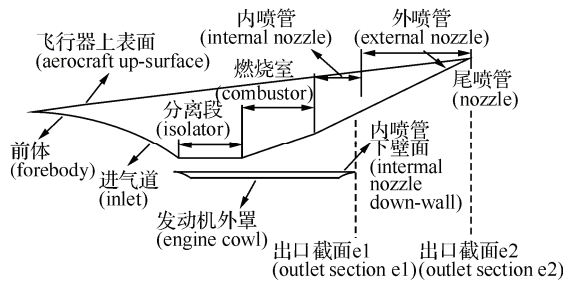 内喷管
(internal nozzle)
外喷管
(external nozzle)
飞行器上表面
(aerocraft up-surface)
燃烧室
(combustor)
尾喷管
(nozzle)
分离段
(isolator)
前体
(forebody)
进气道
(inlet)
内喷管
下壁面
(internal
nozzle
down-wall)
发动机外罩
(engine cowl)
出口截面e1
(outlet section e1)
出口截面e2
(outlet section e2)